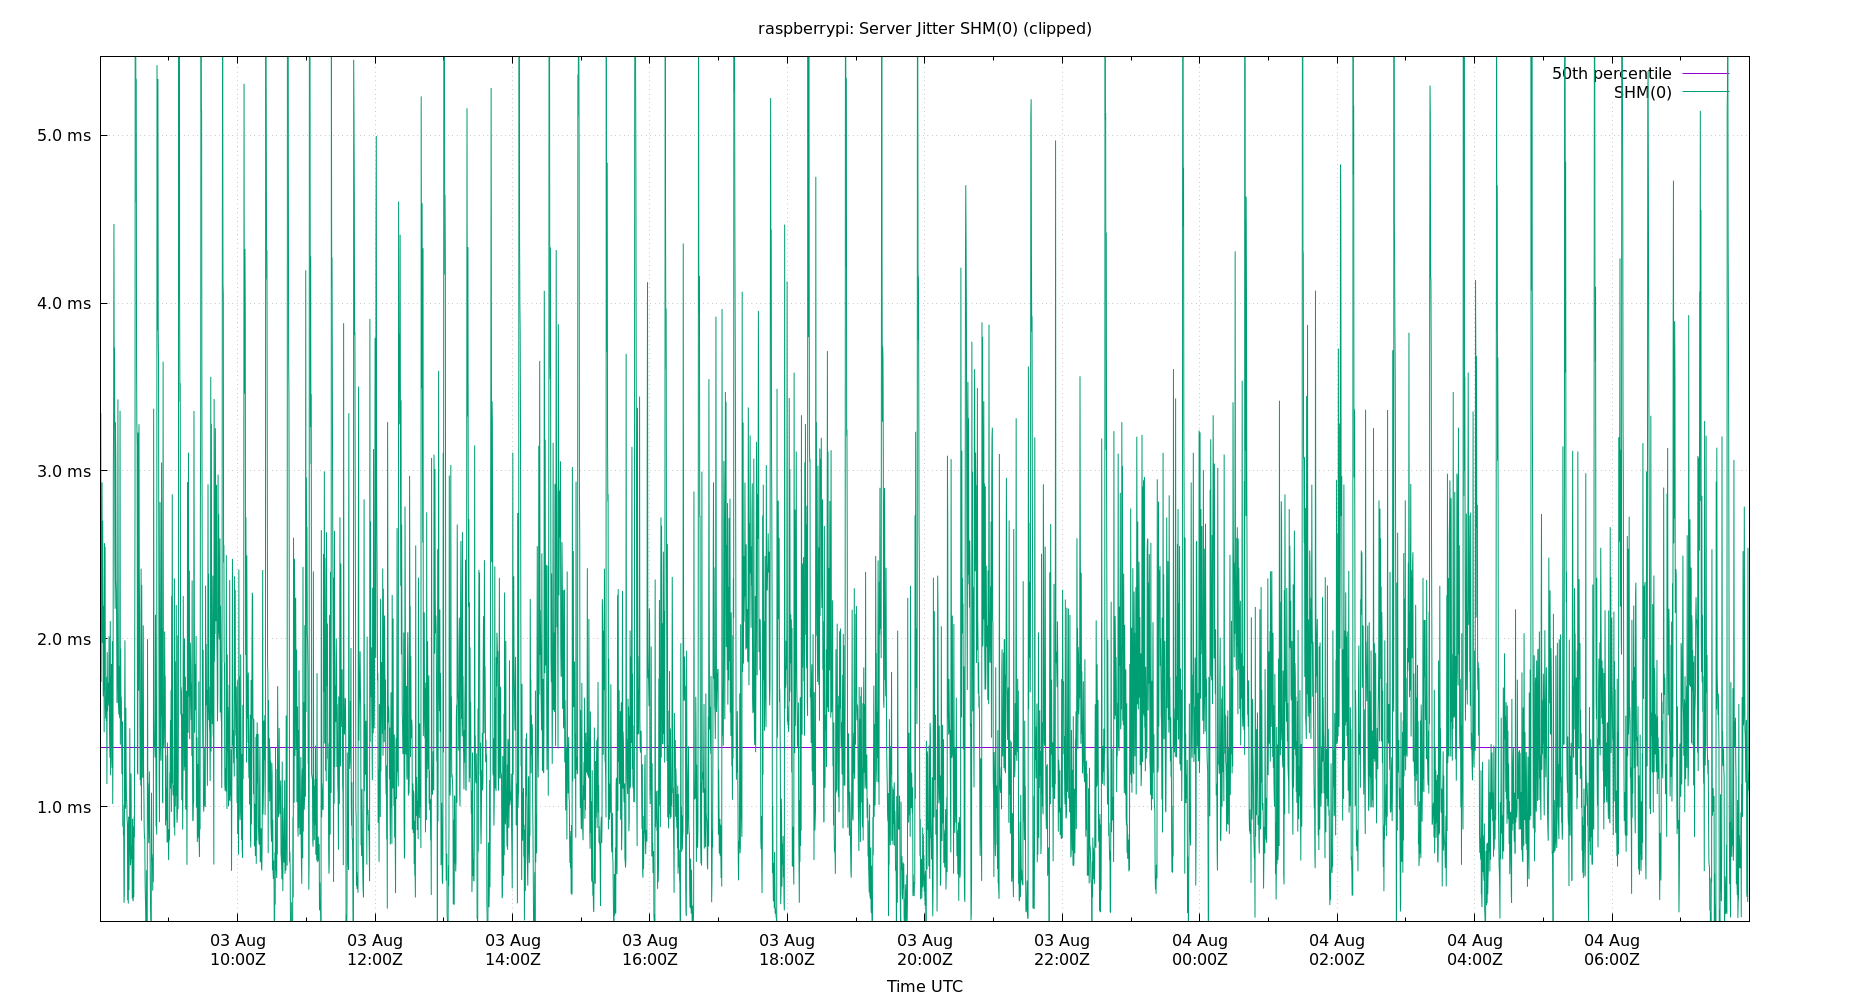 raspberrypi: Server Jitter SHM(0) (clipped)
50th percentile
SHM(0)
5.0 ms
4.0 ms
3.0 ms
2.0 ms
1.0 ms
03 Aug 03 Aug 03 Aug 03 Aug 03 Aug 03 Aug 03 Aug 04 Aug 04 Aug 04 Aug 04 Aug
10:00Z 12:00Z 14:00Z 16:00Z 18:00Z 20:00Z 22:00Z 00:00Z 02:00Z 04:00Z 06:00Z
Time UTC